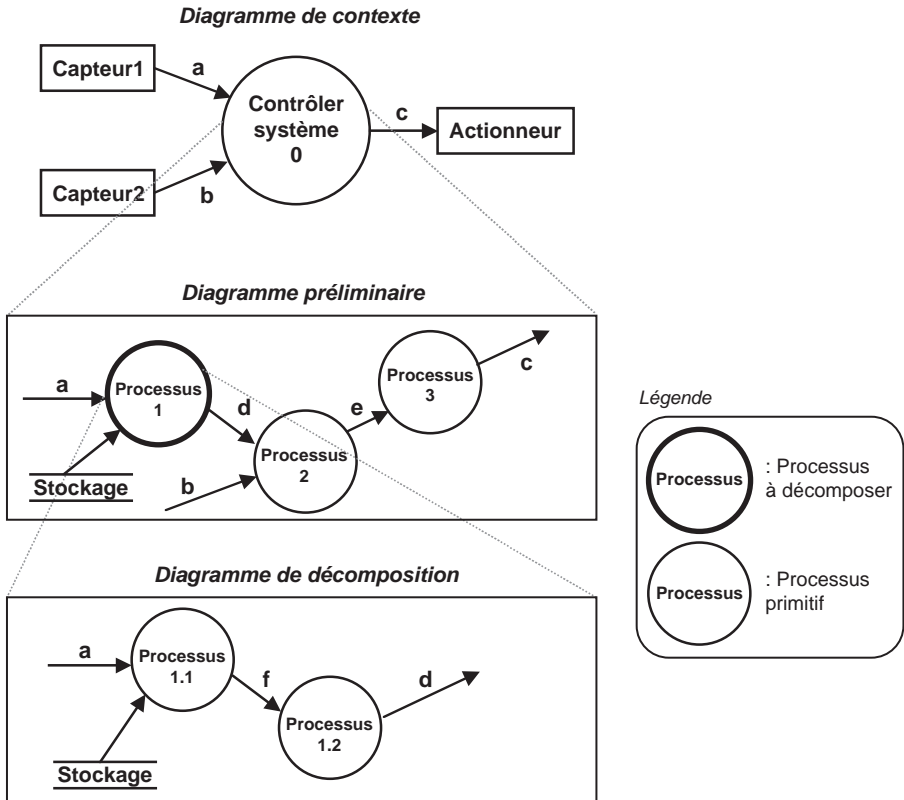 Diagramme de contexte
Capteur1
a
Contrôler
système
0
c
Actionneur
Capteur2
b
Diagramme préliminaire
a
Processus
1
d
Stockage
b
Processus
2
e
Processus
3
c
Légende
Processus
: Processus
à décomposer
Processus
: Processus
primitif
Diagramme de décomposition
a
Processus
1.1
f
Processus
1.2
d
Stockage